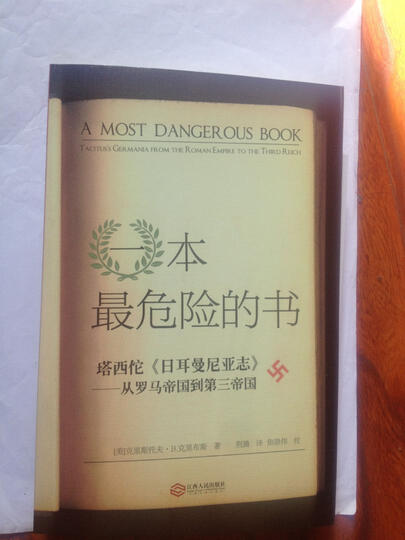 A MOST DANGEROUS BOOK
TACITUS'S GERMANIA FROM THE ROMAN EMPIRE TO THE THIRD REICH
一本
最危险的书
塔西佗《日耳曼尼亚志》
——从罗马帝国到第三帝国
[美]克里斯托夫·B.克里布斯 著
荆腾 译
江西人民出版社